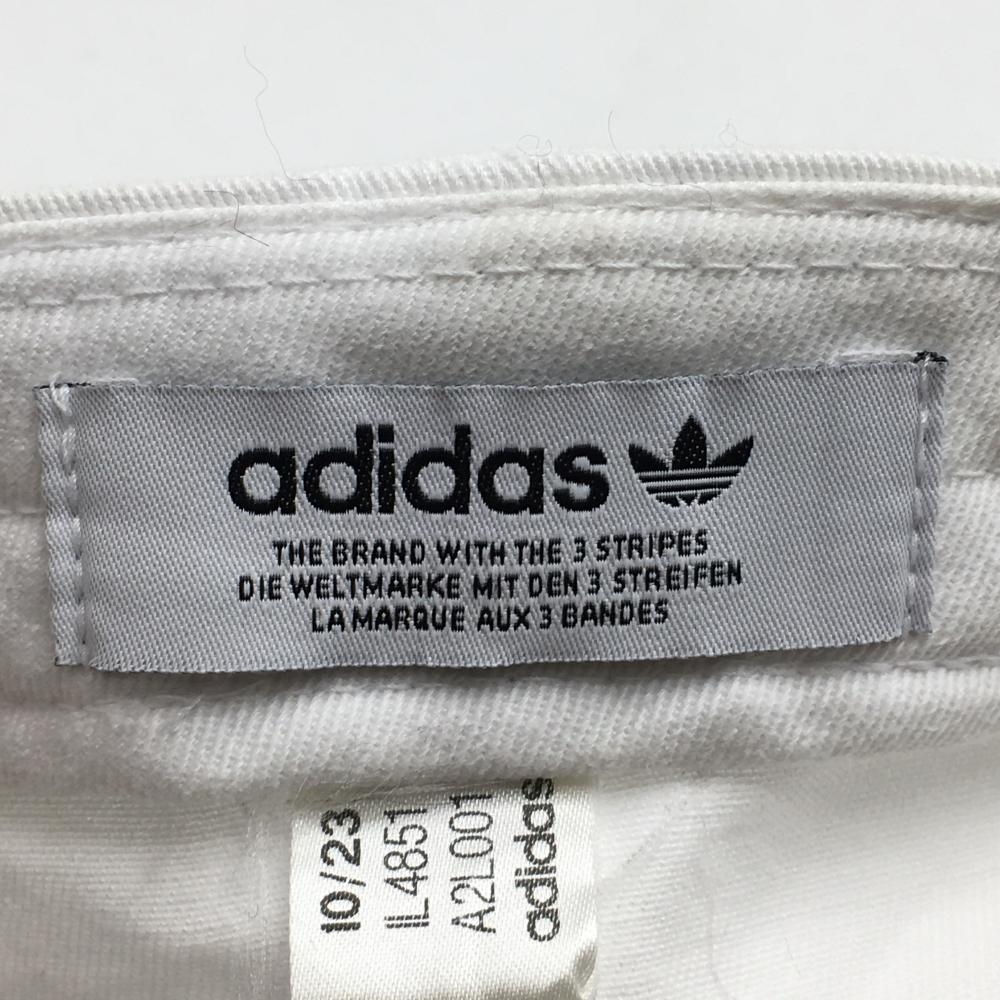 adidas
THE BRAND WITH THE 3 STRIPES
DIE WELTMARKE MIT DEN 3 STREIFEN
LA MARQUE AUX 3 BANDES
10/23
IL4851
A2L001
adidas